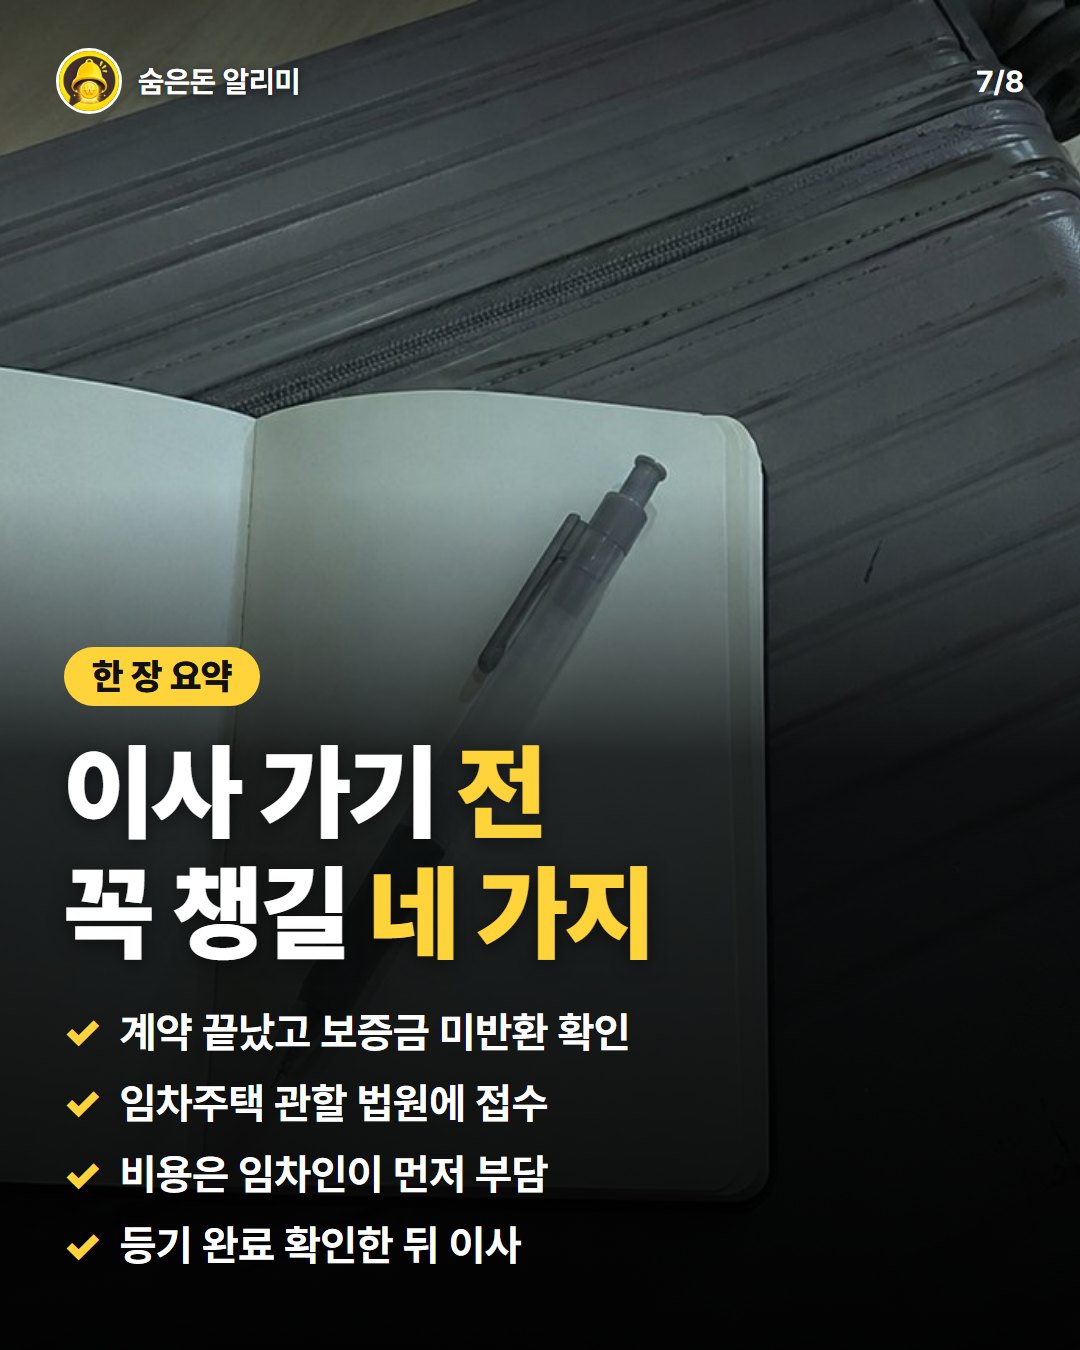 숨은돈 알리미
7/8
한 장 요약
이사 가기 전
꼭 챙길 네 가지
계약 끝났고 보증금 미반환 확인
임차주택 관할 법원에 접수
비용은 임차인이 먼저 부담
등기 완료 확인한 뒤 이사